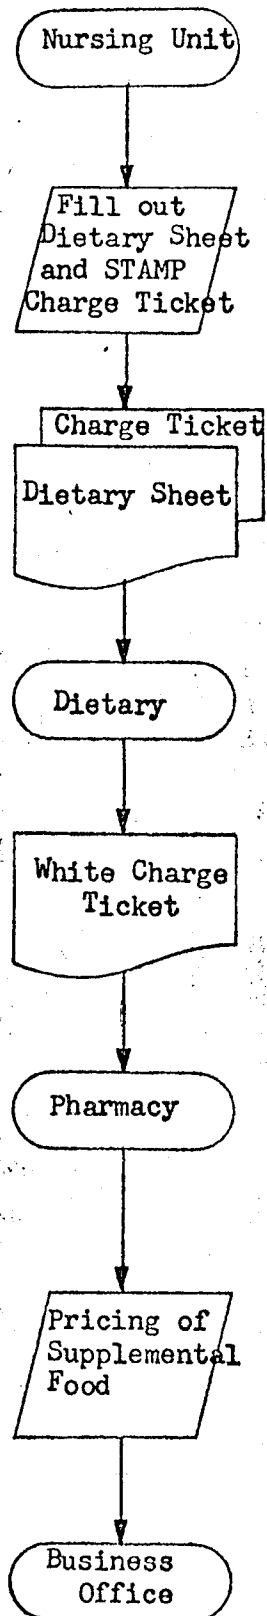 Nursing Unit
Fill out
Dietary Sheet
and STAMP
Charge Ticket
Charge Ticket
Dietary Sheet
Dietary
White Charge
Ticket
Pharmacy
Pricing of
Supplemental
Food
Business
Office